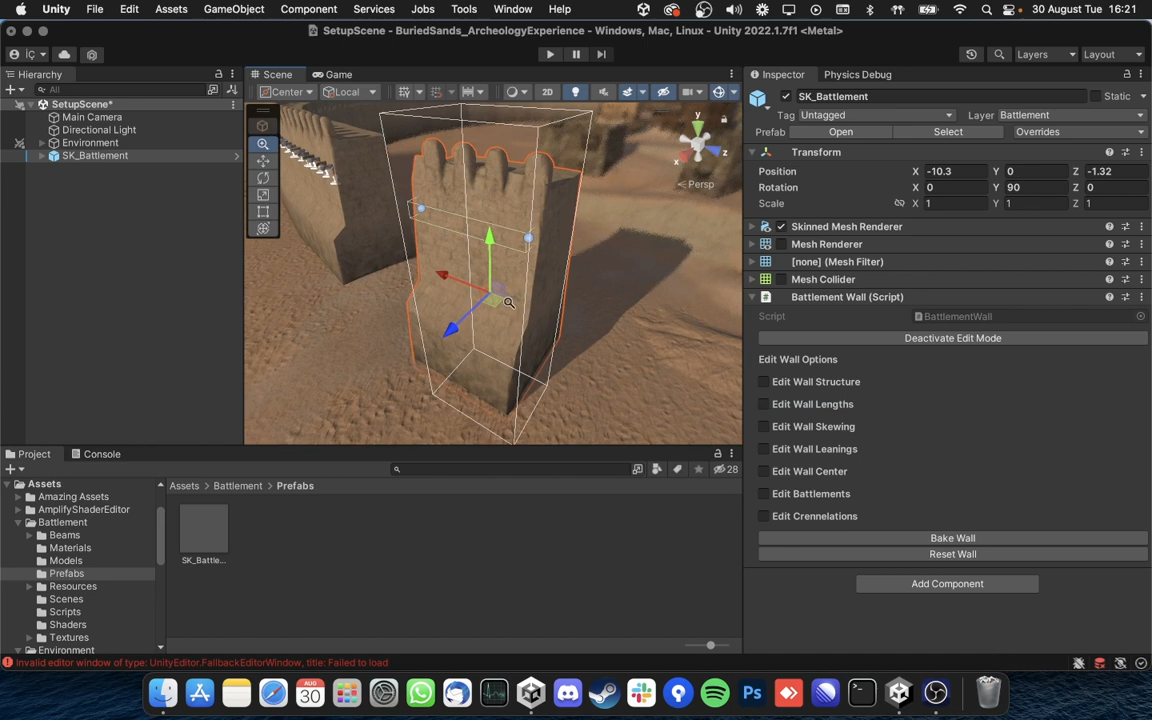 Unity File Edit Assets GameObject Component Services Jobs Tools Window Help 30 August Tue 16:21
SetupScene - BuriedSands_ArcheologyExperience - Windows, Mac, Linux - Unity 2022.1.7f1 <Metal>
İÇ Layers Layout
Hierarchy
All
SetupScene*
Main Camera
Directional Light
Environment
SK_Battlement
Scene Game
Center Local 2D
y
x
z
Persp
Inspector Physics Debug
SK_Battlement Static
Tag Untagged Layer Battlement
Prefab Open Select Overrides
Transform
Position X -10.3 Y 0 Z -1.32
Rotation X 0 Y 90 Z 0
Scale X 1 Y 1 Z 1
Skinned Mesh Renderer
Mesh Renderer
[none] (Mesh Filter)
Mesh Collider
Battlement Wall (Script)
Script BattlementWall
Deactivate Edit Mode
Edit Wall Options
Edit Wall Structure
Edit Wall Lengths
Edit Wall Skewing
Edit Wall Leanings
Edit Wall Center
Edit Battlements
Edit Crennelations
Bake Wall
Reset Wall
Add Component
Project Console
28
Assets
Amazing Assets
AmplifyShaderEditor
Battlement
Beams
Materials
Models
Prefabs
Resources
Scenes
Scripts
Shaders
Textures
Environment
Assets > Battlement > Prefabs
SK_Battle...
Invalid editor window of type: UnityEditor.FallbackEditorWindow, title: Failed to load
AUG
30
Ps